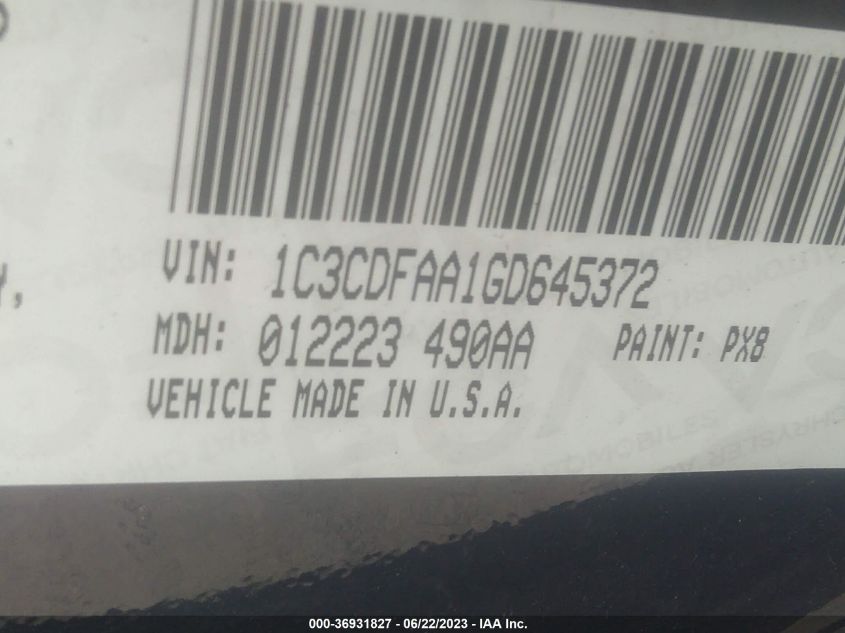 VIN: 1C3CDFAA1GD645372
MDH: 012223 490AA PAINT: PX8
VEHICLE MADE IN U.S.A.
000-36931827 - 06/22/2023 - IAA Inc.